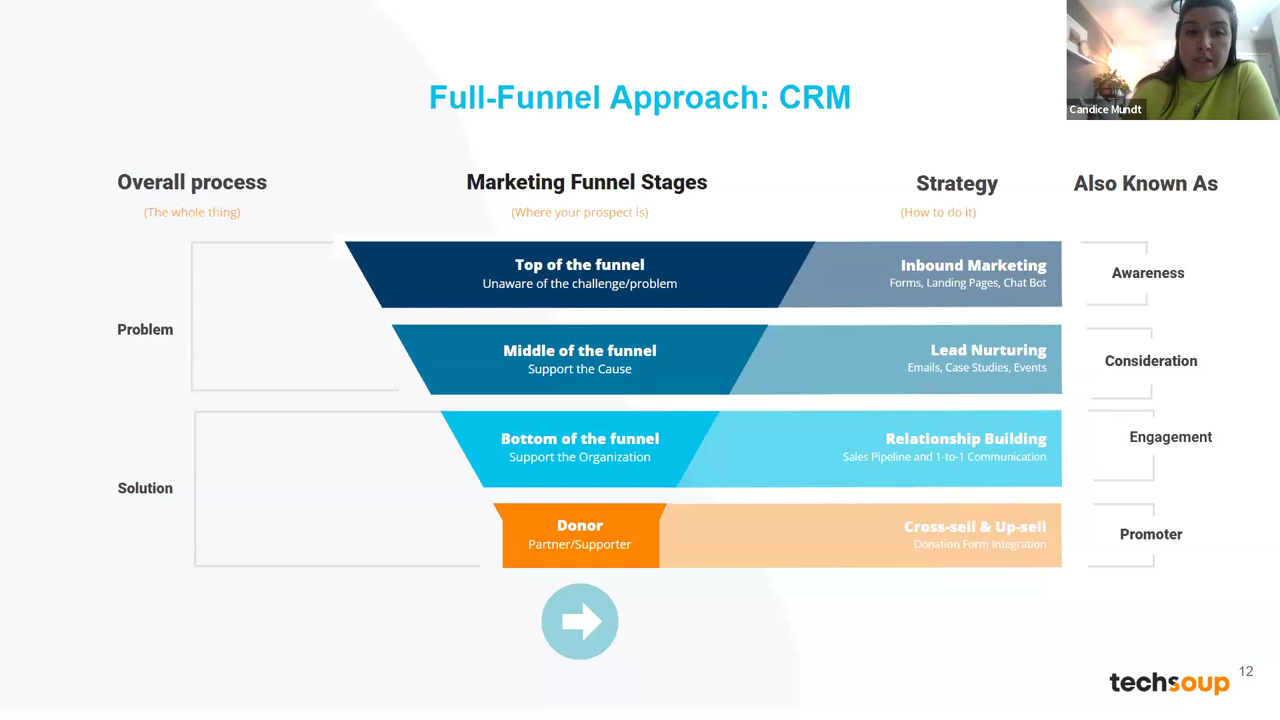 Candice Mundt
Full-Funnel Approach: CRM
Overall process
(The whole thing)
Marketing Funnel Stages
(Where your prospect is)
Strategy
(How to do it)
Also Known As
Problem
Top of the funnel
Unaware of the challenge/problem
Inbound Marketing
Forms, Landing Pages, Chat Bot
Awareness
Middle of the funnel
Support the Cause
Lead Nurturing
Emails, Case Studies, Events
Consideration
Solution
Bottom of the funnel
Support the Organization
Relationship Building
Sales Pipeline and 1-to-1 Communication
Engagement
Donor
Partner/Supporter
Cross-sell & Up-sell
Donation Form Integration
Promoter
techsoup
12